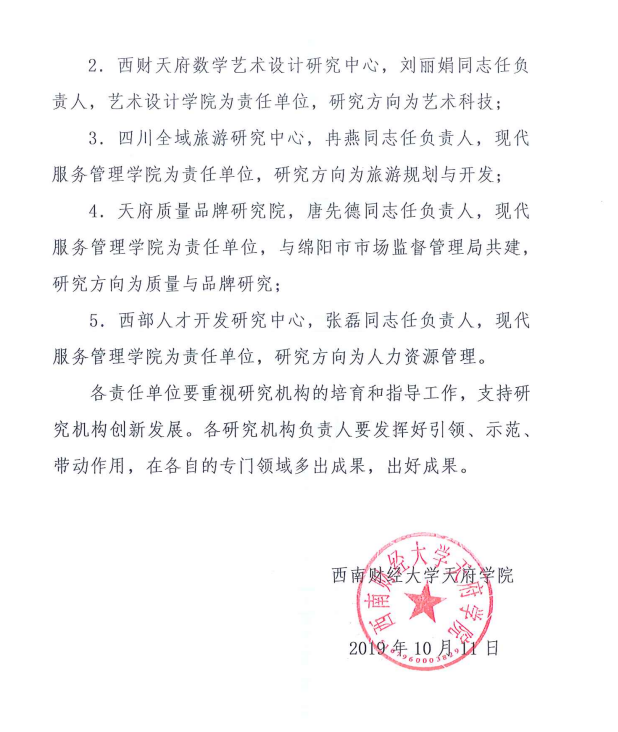 2. 西财天府数学艺术设计研究中心，刘丽娟同志任负
责人，艺术设计学院为责任单位，研究方向为艺术科技；
3. 四川全域旅游研究中心，冉燕同志任负责人，现代
服务管理学院为责任单位，研究方向为旅游规划与开发；
4. 天府质量品牌研究院，唐先德同志任负责人，现代
服务管理学院为责任单位，与绵阳市市场监督管理局共建，
研究方向为质量与品牌研究；
5. 西部人才开发研究中心，张磊同志任负责人，现代
服务管理学院为责任单位，研究方向为人力资源管理。
各责任单位要重视研究机构的培育和指导工作，支持研
究机构创新发展。各研究机构负责人要发挥好引领、示范、
带动作用，在各自的专门领域多出成果，出好成果。
西南财经大学天府学院
西南财经大学天府学院
2019 年 10 月 11 日